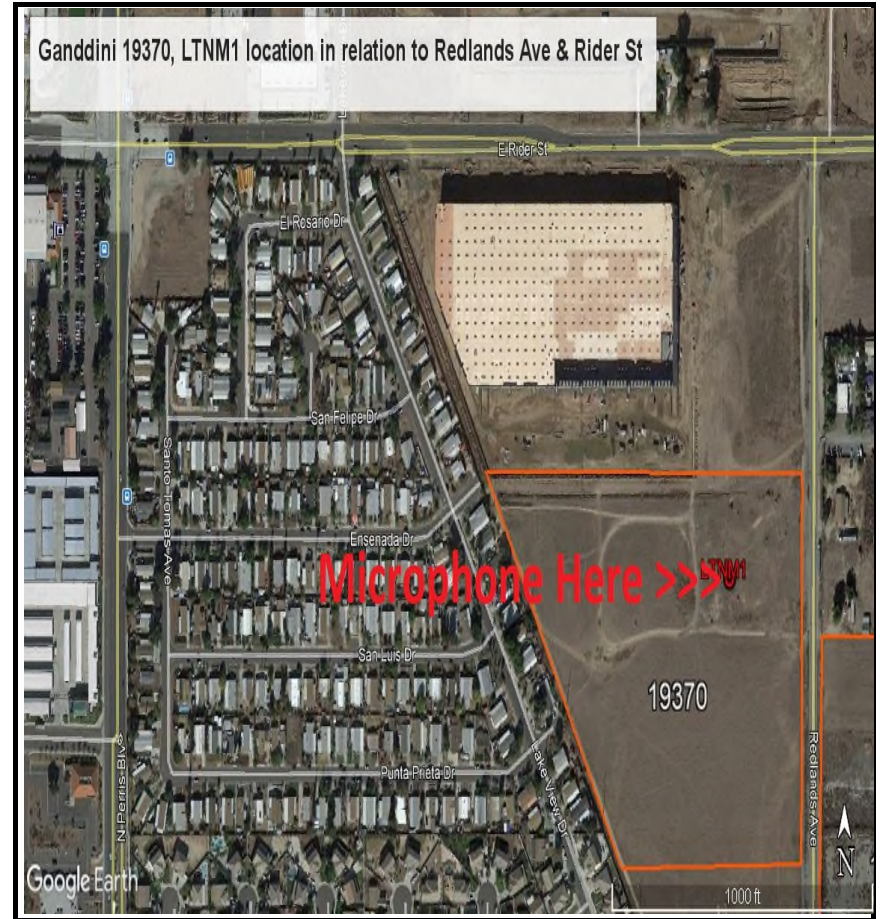 Ganddini 19370, LTNM1 location in relation to Redlands Ave & Rider St
E Rider St
El Rosario Dr
San Felipe Dr
Santo Tomas Ave
Ensenada Dr
Microphone Here >>>
LTNM1
San Luis Dr
19370
N Perris Blvd
Punta Prieta Dr
Lake View Dr
Redlands Ave
N
Google Earth
1000 ft